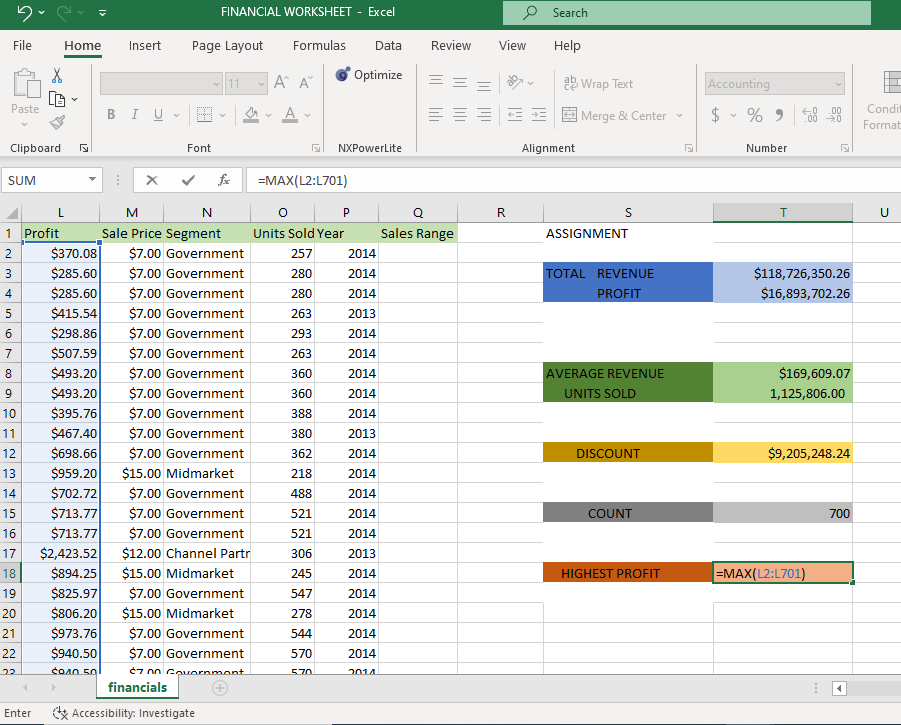 FINANCIAL WORKSHEET - Excel Search
File Home Insert Page Layout Formulas Data Review View Help
Paste 11 A A Optimize ab Wrap Text Accounting Condi
B I U A Merge & Center $ % 9 .00 .00 Format
Clipboard Font NXPowerLite Alignment Number
SUM fx =MAX(L2:L701)
L M N O P Q R S T U
1 Profit Sale Price Segment Units Sold Year Sales Range ASSIGNMENT
2 $370.08 $7.00 Government 257 2014
3 $285.60 $7.00 Government 280 2014 TOTAL REVENUE $118,726,350.26
4 $285.60 $7.00 Government 280 2014 PROFIT $16,893,702.26
5 $415.54 $7.00 Government 263 2013
6 $298.86 $7.00 Government 293 2014
7 $507.59 $7.00 Government 263 2014
8 $493.20 $7.00 Government 360 2014 AVERAGE REVENUE $169,609.07
9 $493.20 $7.00 Government 360 2014 UNITS SOLD 1,125,806.00
10 $395.76 $7.00 Government 388 2014
11 $467.40 $7.00 Government 380 2013
12 $698.66 $7.00 Government 362 2014 DISCOUNT $9,205,248.24
13 $959.20 $15.00 Midmarket 218 2014
14 $702.72 $7.00 Government 488 2014
15 $713.77 $7.00 Government 521 2014 COUNT 700
16 $713.77 $7.00 Government 521 2014
17 $2,423.52 $12.00 Channel Partr 306 2013
18 $894.25 $15.00 Midmarket 245 2014 HIGHEST PROFIT =MAX(L2:L701)
19 $825.97 $7.00 Government 547 2014
20 $806.20 $15.00 Midmarket 278 2014
21 $973.76 $7.00 Government 544 2014
22 $940.50 $7.00 Government 570 2014
23 $940.50 $7.00 Government 570 2014
financials
Enter Accessibility: Investigate